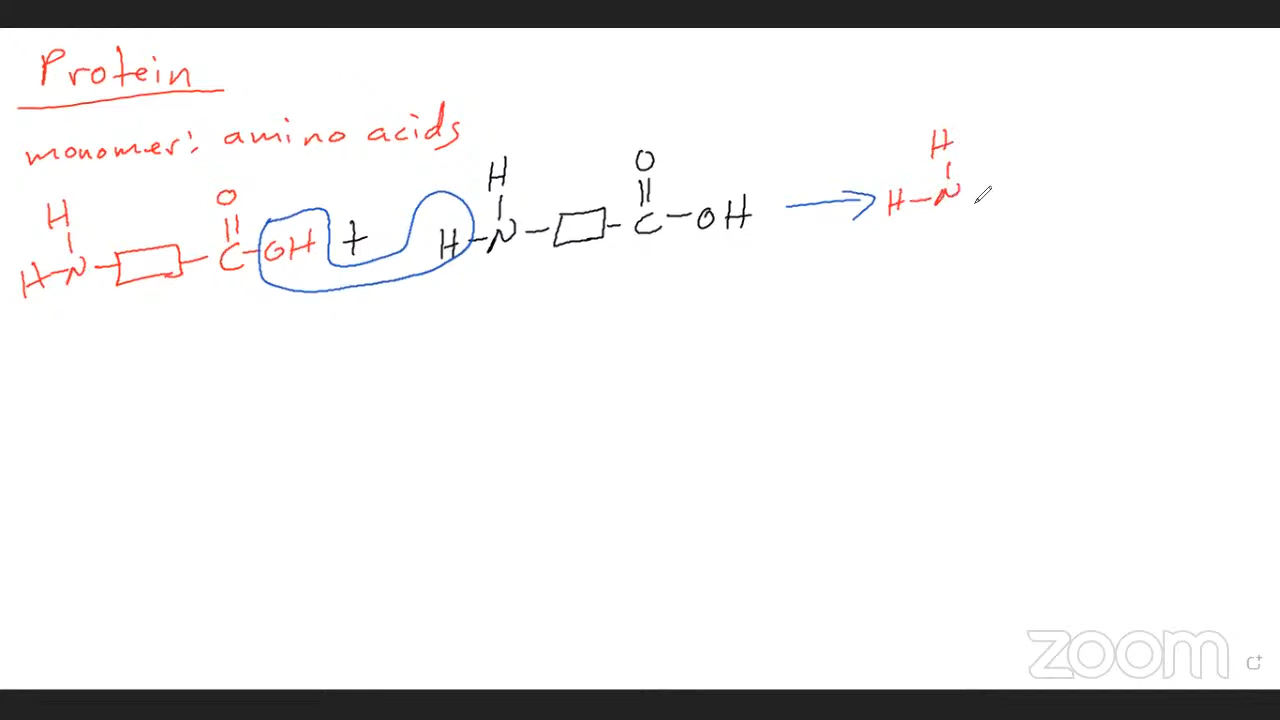 Protein
monomer: amino acids
H O H O H
H-N-□-C-OH + H-N-□-C-OH → H-N
zoom